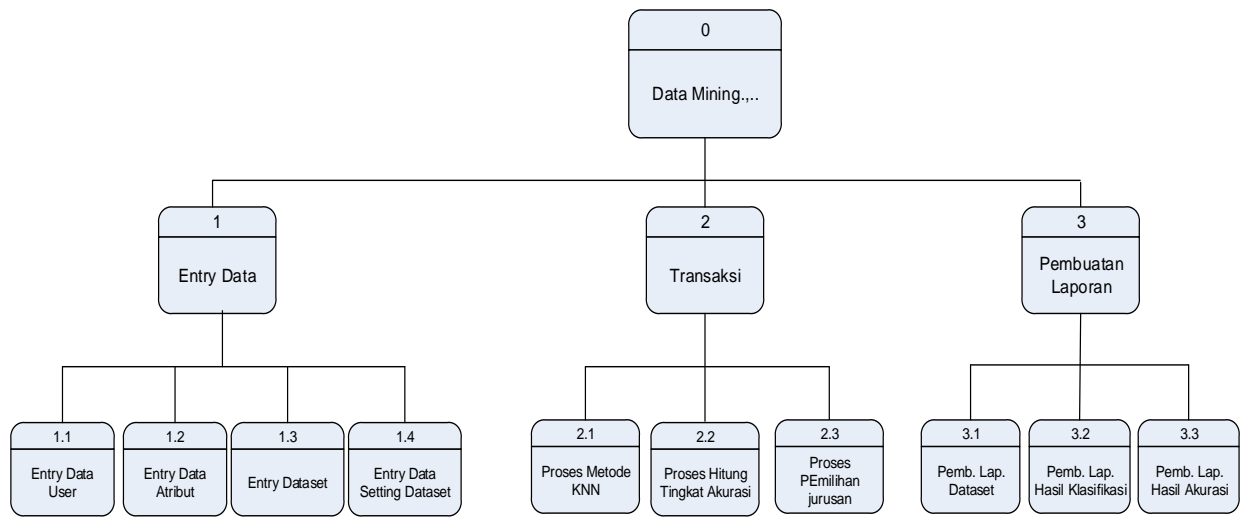 0
Data Mining.,..
1
Entry Data
2
Transaksi
3
Pembuatan
Laporan
1.1
Entry Data
User
1.2
Entry Data
Atribut
1.3
Entry Dataset
1.4
Entry Data
Setting Dataset
2.1
Proses Metode
KNN
2.2
Proses Hitung
Tingkat Akurasi
2.3
Proses
PEmilihan
jurusan
3.1
Pemb. Lap.
Dataset
3.2
Pemb. Lap.
Hasil Klasifikasi
3.3
Pemb. Lap.
Hasil Akurasi